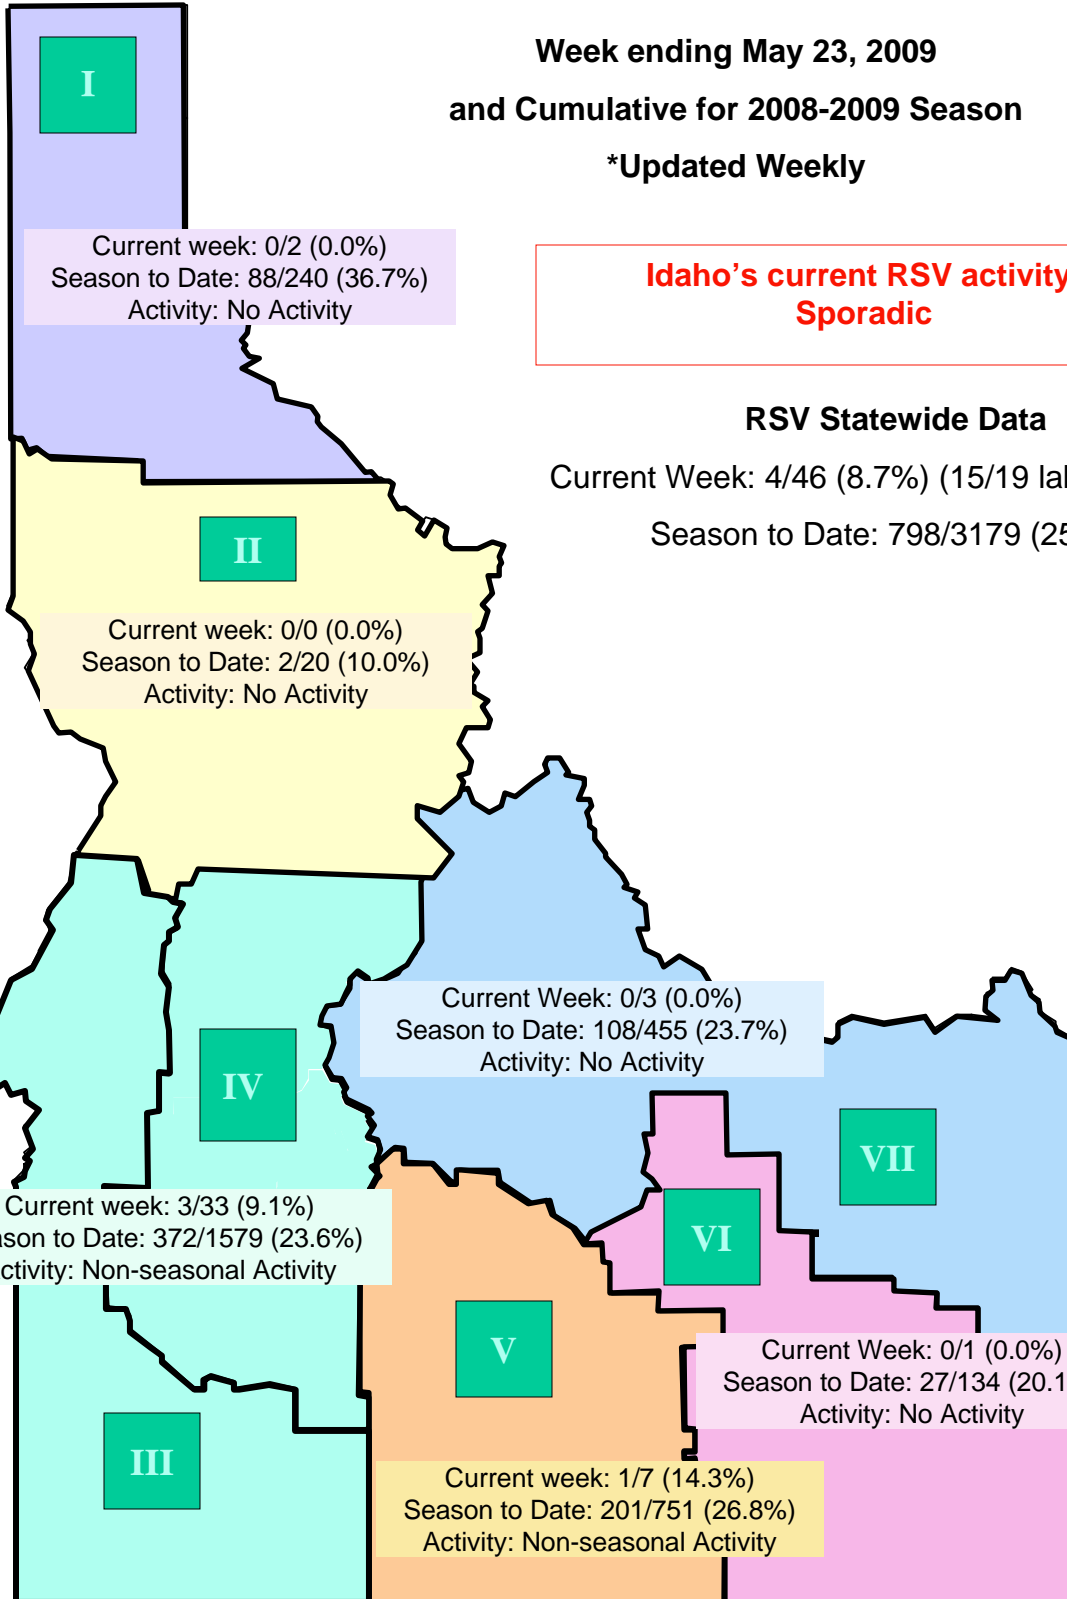 Week ending May 23, 2009
and Cumulative for 2008-2009 Season
*Updated Weekly
I
Current week: 0/2 (0.0%)
Season to Date: 88/240 (36.7%)
Activity: No Activity
Idaho’s current RSV activity
Sporadic
RSV Statewide Data
Current Week: 4/46 (8.7%) (15/19
Season to Date: 798/3179
II
Current week: 0/0 (0.0%)
Season to Date: 2/20 (10.0%)
Activity: No Activity
Current Week: 0/3 (0.0%)
Season to Date: 108/455 (23.7%)
Activity: No Activity
IV
VII
Current week: 3/33 (9.1%)
to Date: 372/1579 (23.6%)
Non-seasonal Activity
VI
V
Current Week: 0/1 (0.0%)
Season to Date: 27/134 (20.1
Activity: No Activity
III
Current week: 1/7 (14.3%)
Season to Date: 201/751 (26.8%)
Activity: Non-seasonal Activity